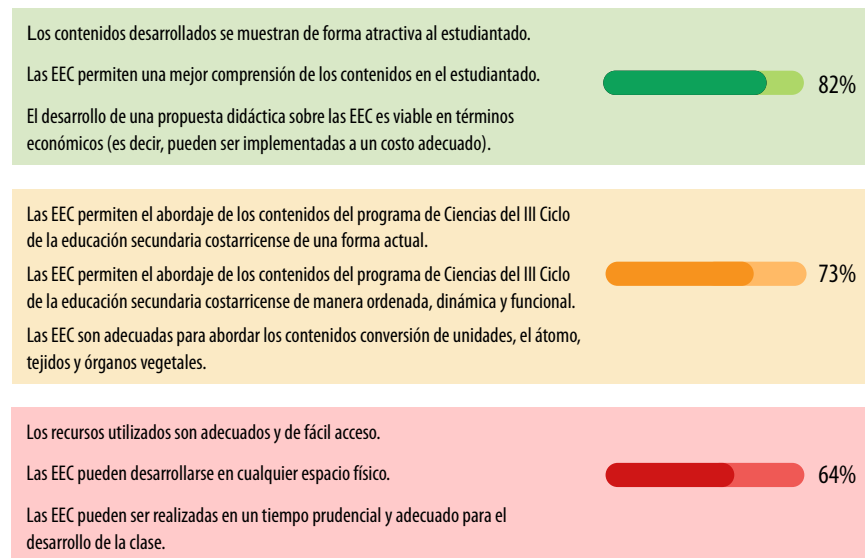 Los contenidos desarrollados se muestran de forma atractiva al estudiantado.
Las EEC permiten una mejor comprensión de los contenidos en el estudiantado.
82%
El desarrollo de una propuesta didáctica sobre las EEC es viable en términos
económicos (es decir, pueden ser implementadas a un costo adecuado).
Las EEC permiten el abordaje de los contenidos del programa de Ciencias del III Ciclo
de la educación secundaria costarricense de una forma actual.
Las EEC permiten el abordaje de los contenidos del programa de Ciencias del III Ciclo
73%
de la educación secundaria costarricense de manera ordenada, dinámica y funcional.
Las EEC son adecuadas para abordar los contenidos conversión de unidades, el átomo,
tejidos y órganos vegetales.
Los recursos utilizados son adecuados y de fácil acceso.
Las EEC pueden desarrollarse en cualquier espacio físico.
64%
Las EEC pueden ser realizadas en un tiempo prudencial y adecuado para el
desarrollo de la clase.